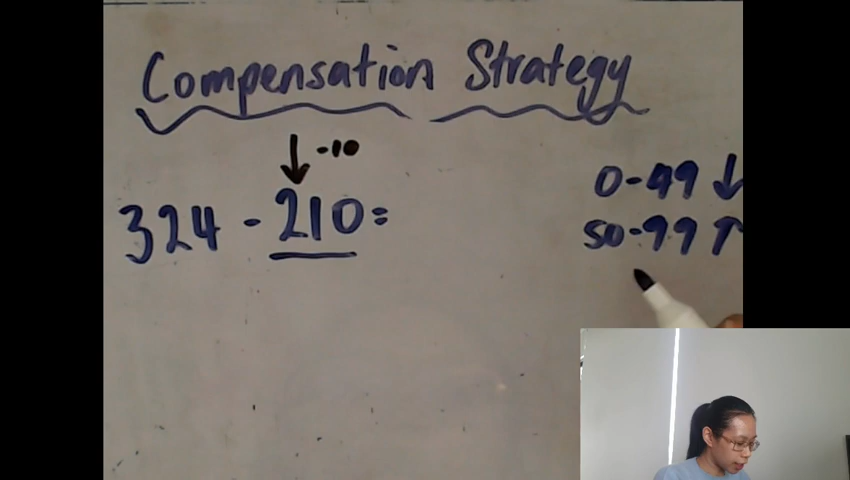 Compensation Strategy
↓ -10
324 - 210 =
0-49 ↓
50-99 ↑